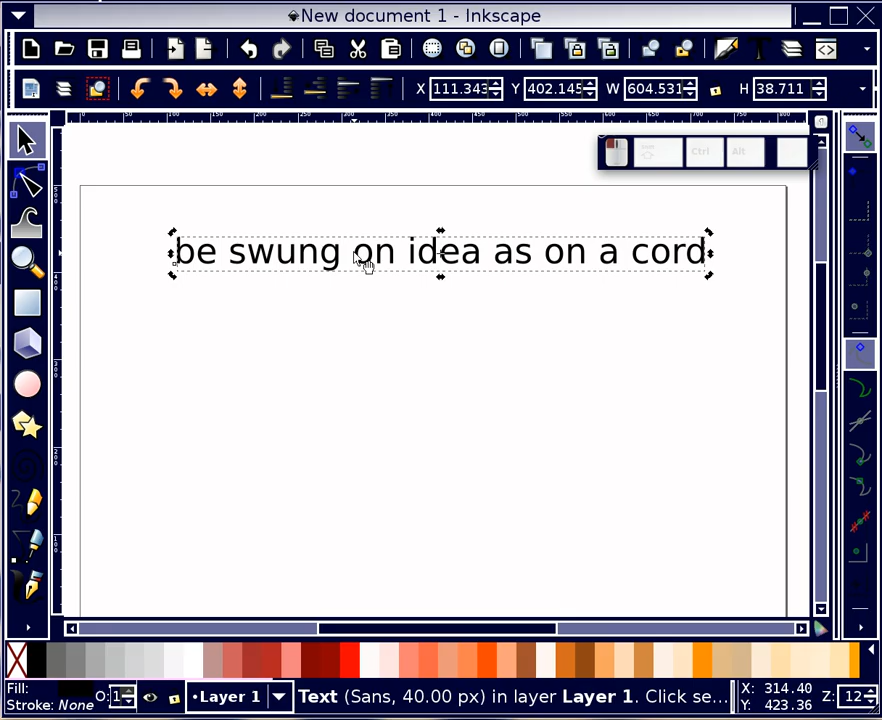 New document 1 - Inkscape
X 111.343 Y 402.145 W 604.531 H 38.711
Ctrl Alt
be swung on idea as on a cord
Fill: O: 1 •Layer 1 Text (Sans, 40.00 px) in layer Layer 1. Click se... X: 314.40 Z: 12
Stroke: None Y: 423.36